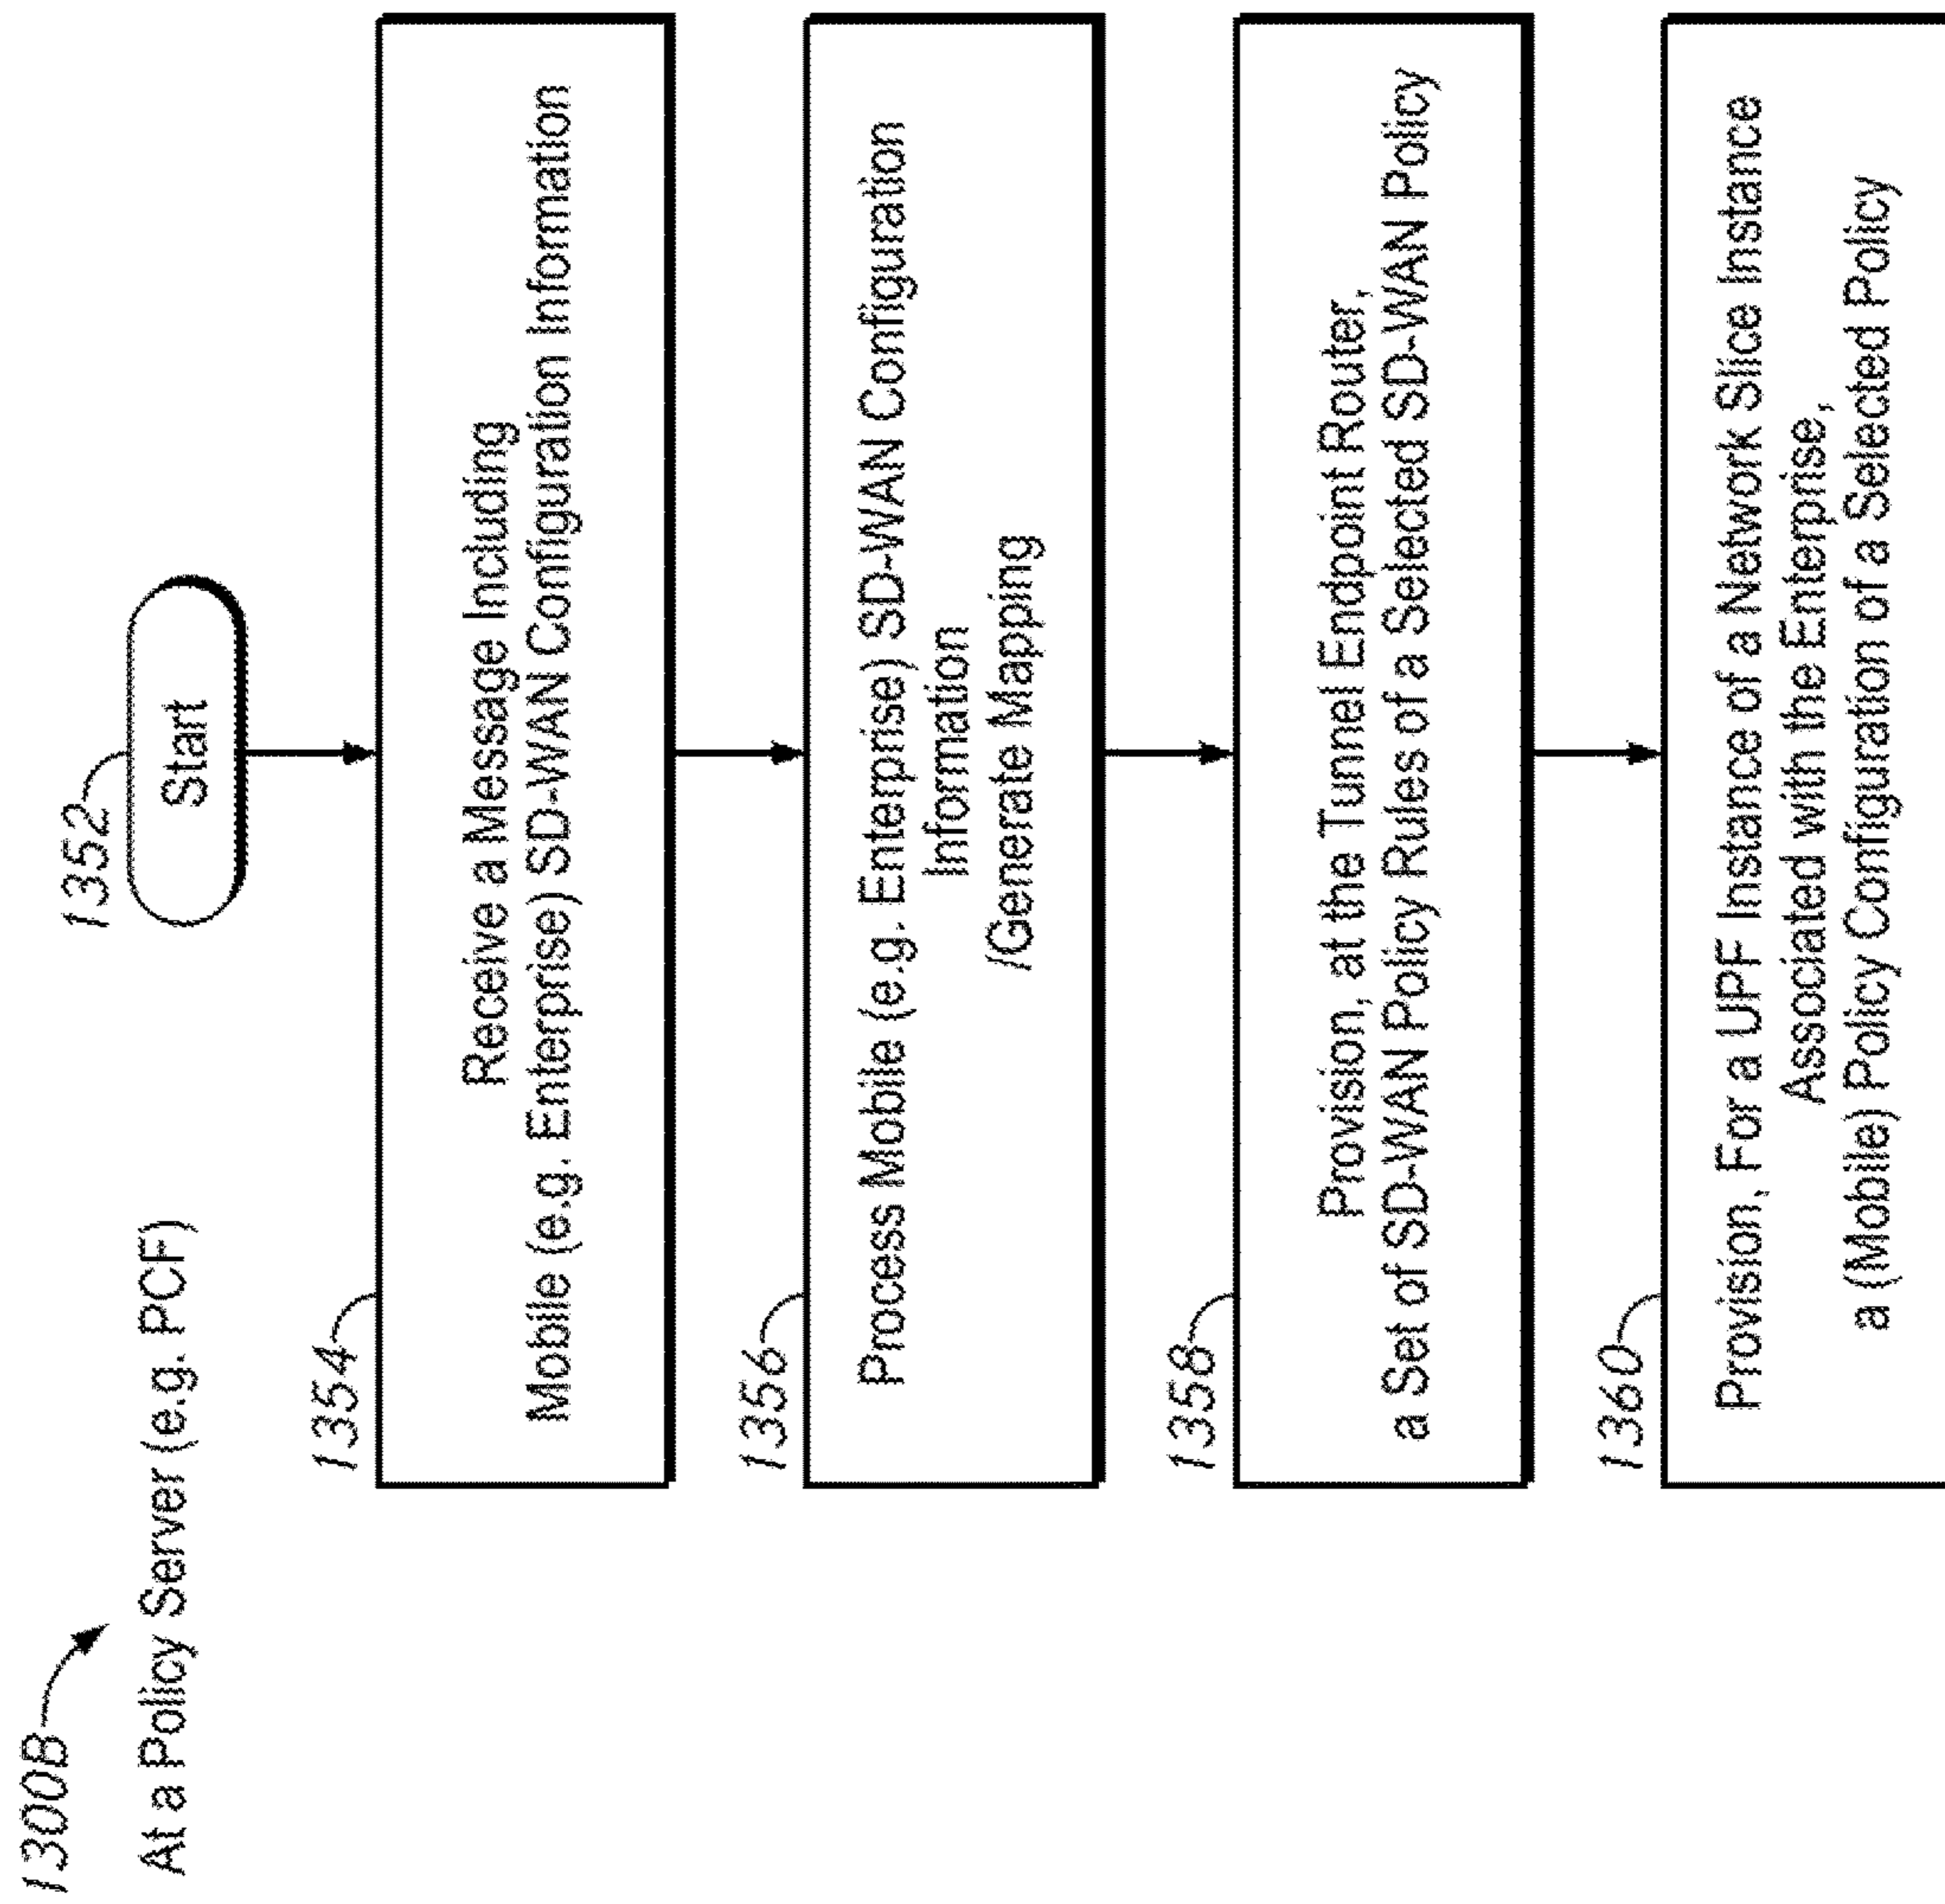 1300B
At a Policy Server (e.g. PCF)
1352
Start
1354
Receive a Message Including
Mobile (e.g. Enterprise) SD-WAN Configuration Information
1356
Process Mobile (e.g. Enterprise) SD-WAN Configuration
Information
/Generate Mapping
1358
Provision, at the Tunnel Endpoint Router,
a Set of SD-WAN Policy Rules of a Selected SD-WAN Policy
1360
Provision, For a UPF Instance of a Network Slice Instance
Associated with the Enterprise,
a (Mobile) Policy Configuration of a Selected Policy